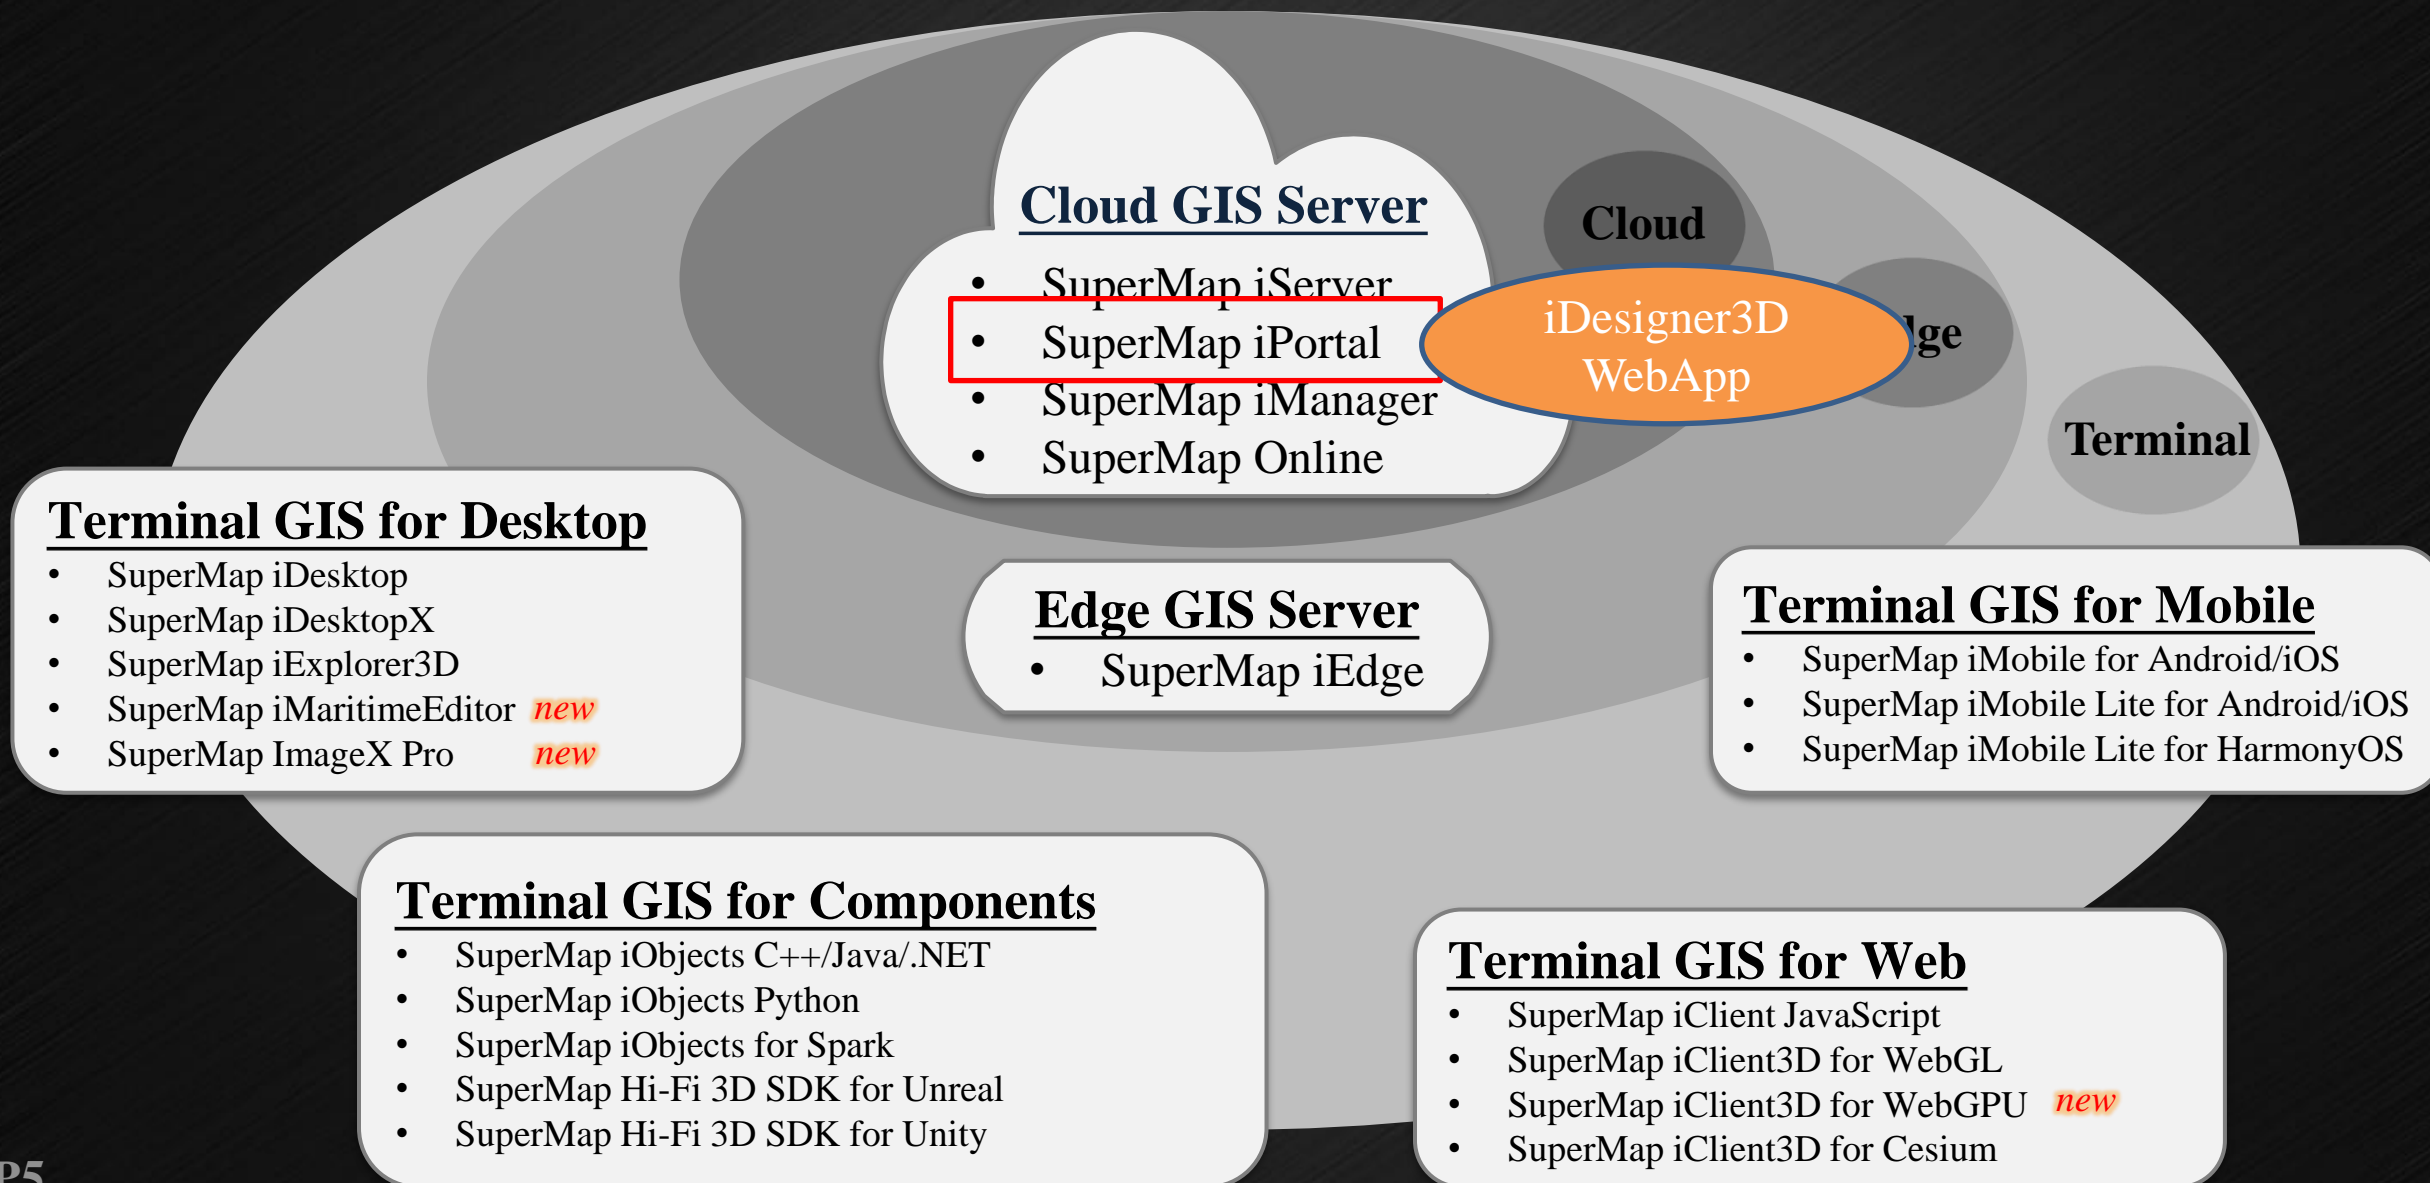 Cloud GIS Server
• SuperMap iServer
• SuperMap iPortal
• SuperMap iManager
• SuperMap Online
Cloud
iDesigner3D
WebApp
Terminal
Terminal GIS for Desktop
• SuperMap iDesktop
• SuperMap iDesktopX
• SuperMap iExplorer3D
• SuperMap iMaritimeEditor new
• SuperMap ImageX Pro new
Edge GIS Server
• SuperMap iEdge
Terminal GIS for Mobile
• SuperMap iMobile for Android/iOS
• SuperMap iMobile Lite for Android/iOS
• SuperMap iMobile Lite for HarmonyOS
Terminal GIS for Components
• SuperMap iObjects C++/Java/.NET
• SuperMap iObjects Python
• SuperMap iObjects for Spark
• SuperMap Hi-Fi 3D SDK for Unreal
• SuperMap Hi-Fi 3D SDK for Unity
Terminal GIS for Web
• SuperMap iClient JavaScript
• SuperMap iClient3D for WebGL
• SuperMap iClient3D for WebGPU new
• SuperMap iClient3D for Cesium
P5